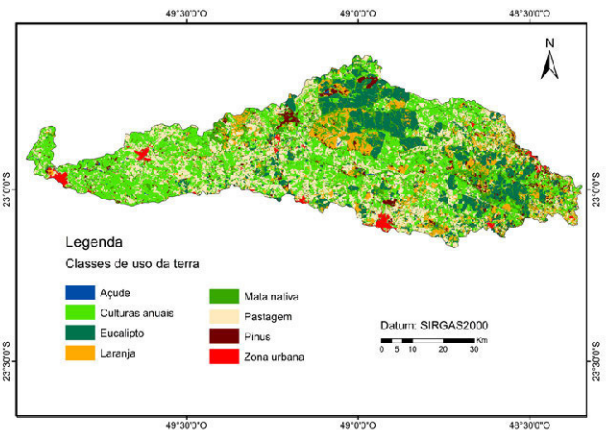 49°30'0"O 49°0'0"O 48°30'0"O
N
23°0'0"S 23°0'0"S
Legenda
Classes de uso da terra
Açude
Culturas anuais
Eucalipto
Laranja
Mata nativa
Pastagem
Pinus
Zona urbana
Datum: SIRGAS2000
0 5 10 20 30 Km
23°30'0"S 23°30'0"S
49°30'0"O 49°0'0"O 48°30'0"O